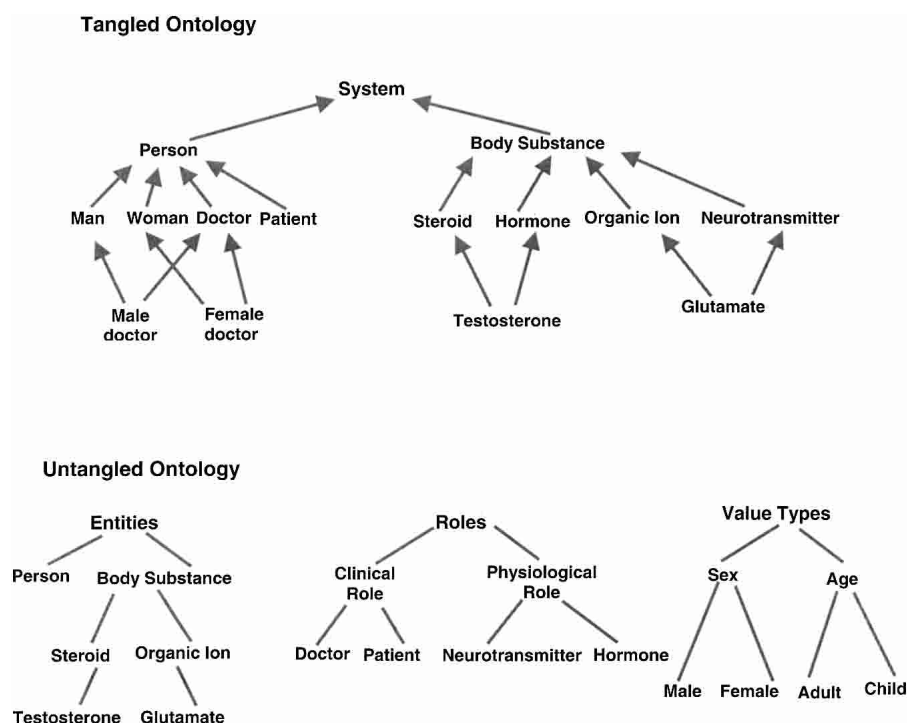 Tangled Ontology
System
Person
Body Substance
Man Woman Doctor Patient
Steroid Hormone Organic Ion Neurotransmitter
Male
doctor
Female
doctor
Testosterone
Glutamate
Untangled Ontology
Entities
Person
Body Substance
Steroid
Organic Ion
Testosterone
Glutamate
Roles
Clinical
Role
Physiological
Role
Doctor
Patient
Neurotransmitter
Hormone
Value Types
Sex
Age
Male
Female
Adult
Child